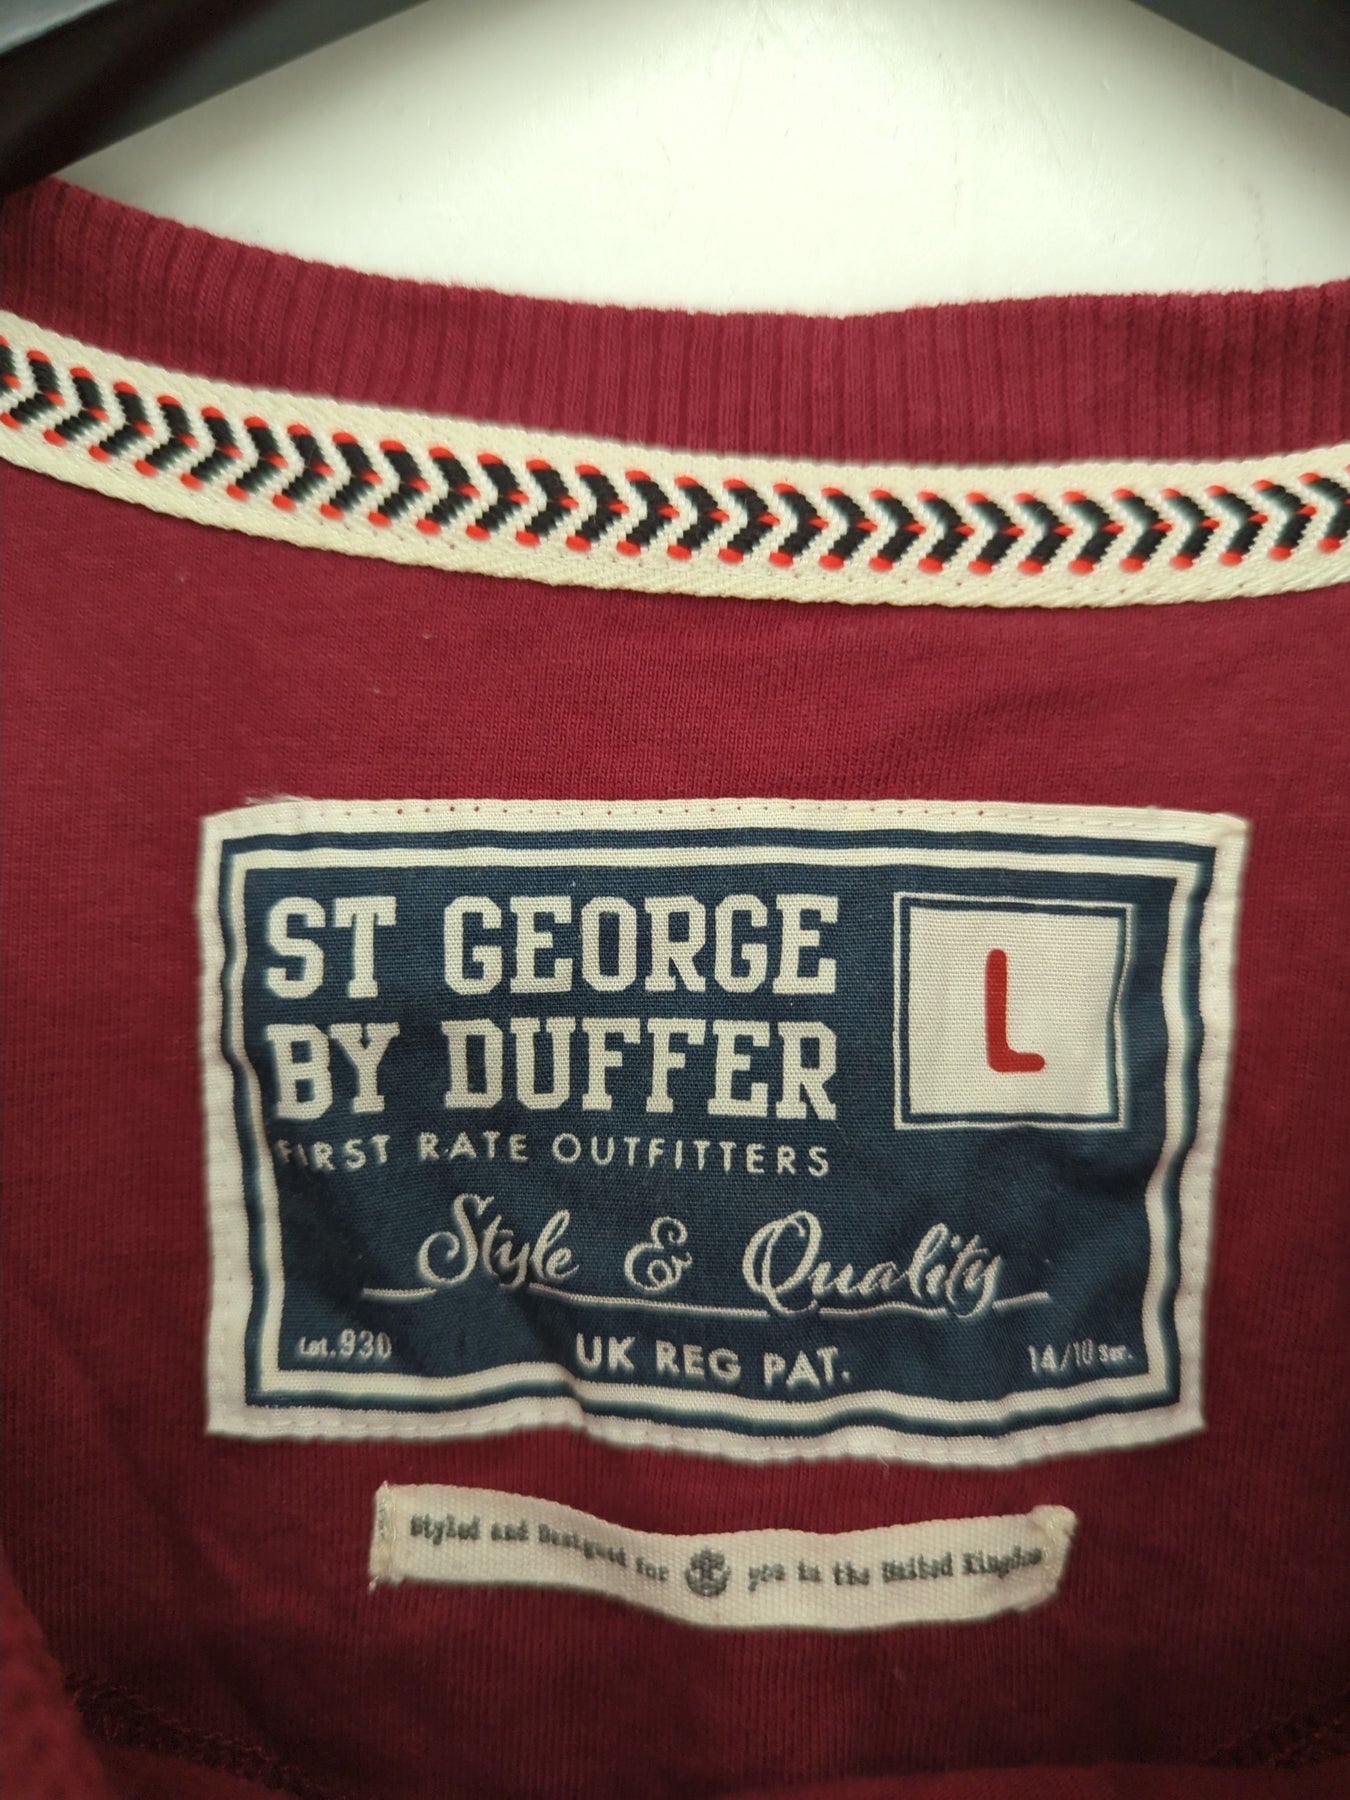 ST GEORGE
BY DUFFER
L
FIRST RATE OUTFITTERS
Style & Quality
Lot.930
UK REG PAT.
14/10 Ser.
Styled and Designed for you in the United Kingdom